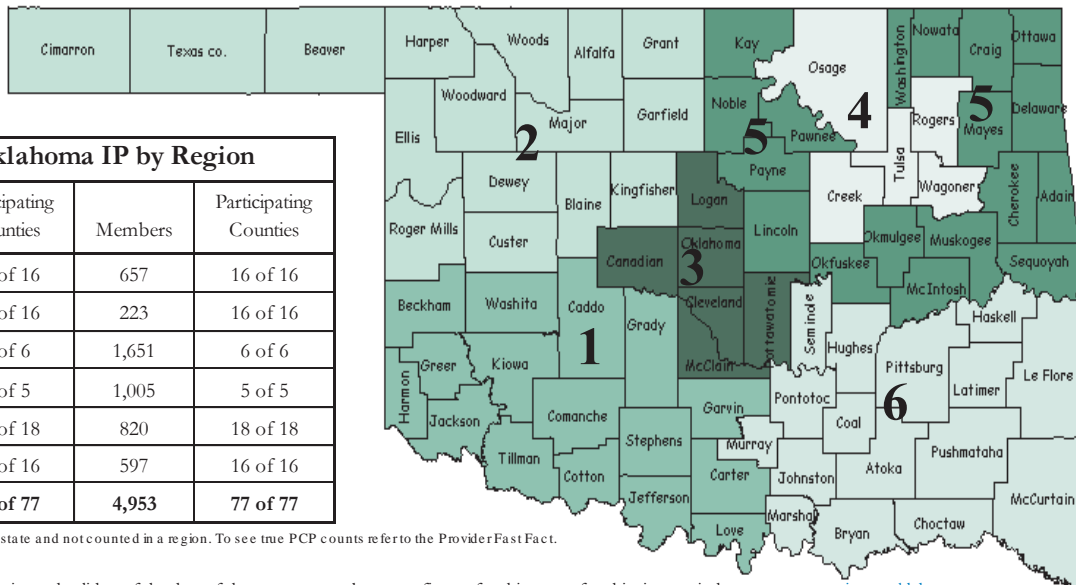 Cimarron
Texas co.
Beaver
Harper
Woods
Alfalfa
Grant
Kay
Osage
Washington
Nowata
Craig
Ottawa
Woodward
Ellis
Major
Garfield
Noble
Pawnee
Rogers
Mayes
Delaware
2
5
4
5
Dewey
Blaine
Kingfisher
Logan
Payne
Creek
Tulsa
Wagoner
Cherokee
Adair
Roger Mills
Custer
Canadian
Oklahoma
Lincoln
Okfuskee
Okmulgee
Muskogee
Sequoyah
McIntosh
3
Beckham
Washita
Caddo
Grady
Cleveland
McClain
Pottawatomie
Seminole
Hughes
Haskell
Pittsburg
Latimer
Le Flore
1
6
Greer
Harmon
Kiowa
Jackson
Comanche
Tillman
Cotton
Stephens
Jefferson
Garvin
Murray
Carter
Love
Pontotoc
Coal
Johnston
Atoka
Pushmataha
McCurtain
Marshal
Bryan
Choctaw
klahoma IP by Region
cipating Members Participating
unties Counties
of 16 657 16 of 16
of 16 223 16 of 16
of 6 1,651 6 of 6
of 5 1,005 5 of 5
of 18 820 18 of 18
of 16 597 16 of 16
of 77 4,953 77 of 77
state and not counted in a region. To see true PCP counts refer to the Provider Fast Fact.